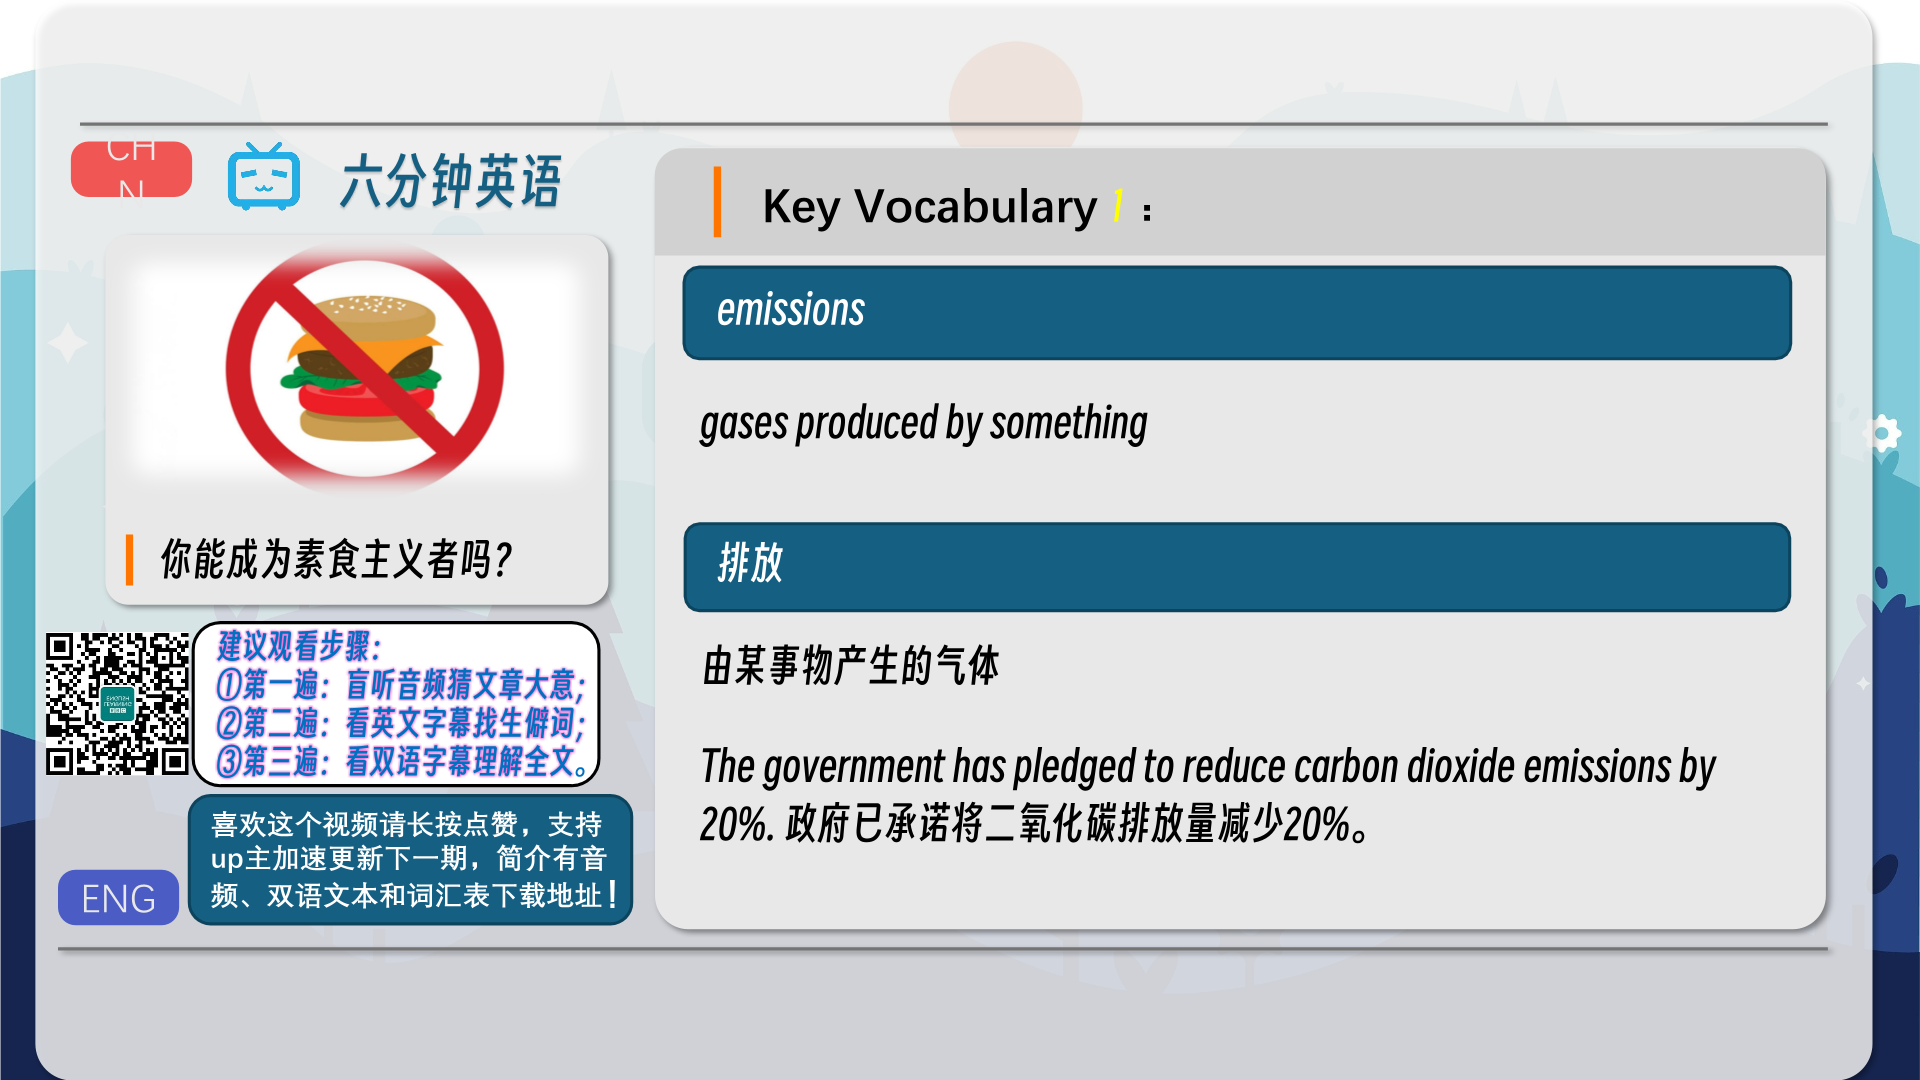 CH
N
六分钟英语
你能成为素食主义者吗?
建议观看步骤：
①第一遍：盲听音频猜文章大意；
②第二遍：看英文字幕找生僻词；
③第三遍：看双语字幕理解全文。
喜欢这个视频请长按点赞，支持
up主加速更新下一期，简介有音
频、双语文本和词汇表下载地址！
ENG
Key Vocabulary 1：
emissions
gases produced by something
排放
由某事物产生的气体
The government has pledged to reduce carbon dioxide emissions by
20%. 政府已承诺将二氧化碳排放量减少20%。